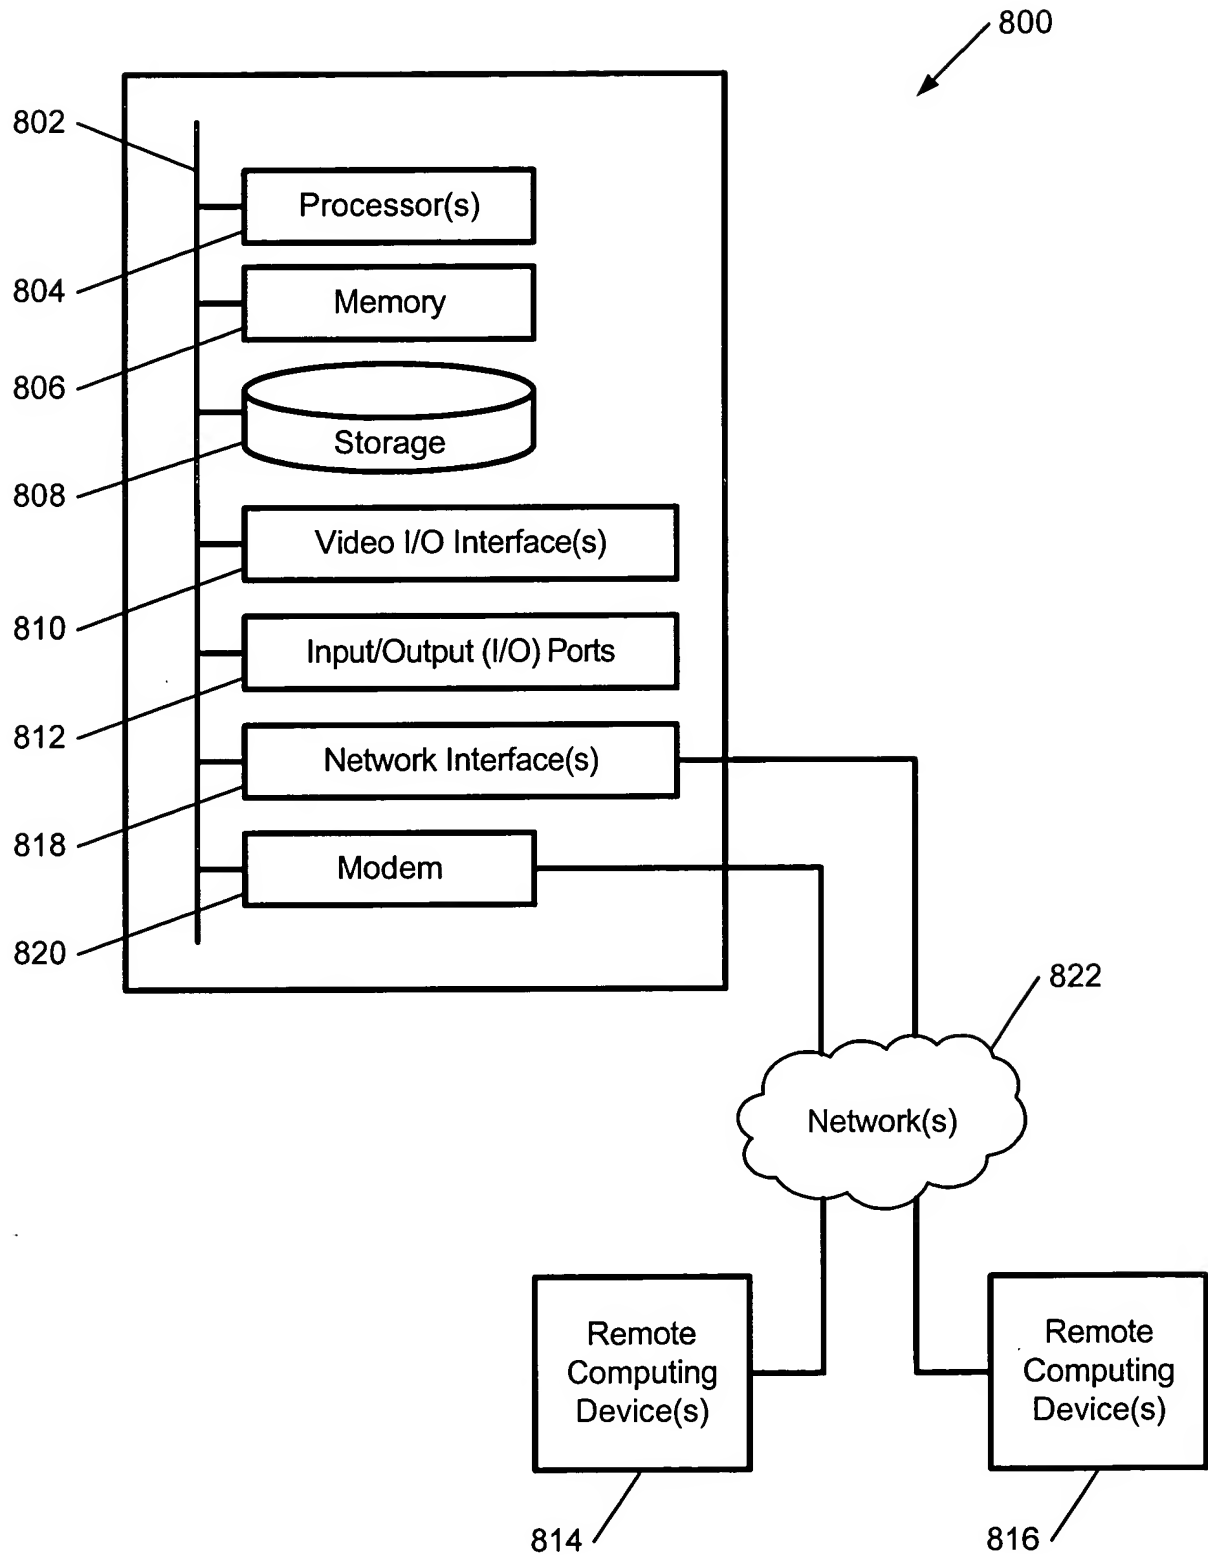 800
802
Processor(s)
804
Memory
806
Storage
808
Video I/O Interface(s)
810
Input/Output (I/O) Ports
812
Network Interface(s)
818
Modem
820
822
Network(s)
Remote
Computing
Device(s)
Remote
Computing
Device(s)
814
816